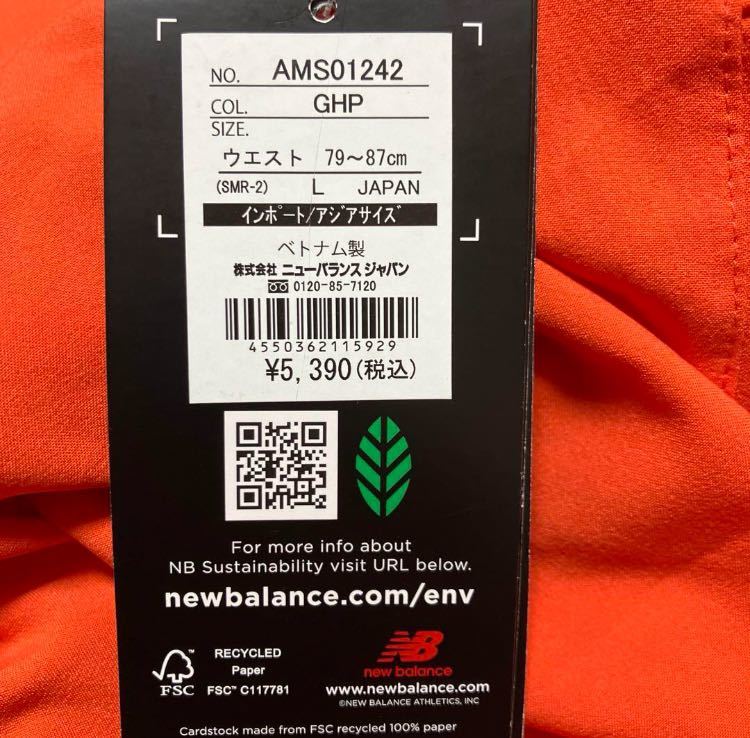 NO. AMS01242
COL. GHP
SIZE.
ウエスト 79～87cm
(SMR-2) L JAPAN
インポート/アジアサイズ
ベトナム製
株式会社 ニューバランス ジャパン
0120-85-7120
4550362115929
¥5,390(税込)
For more info about
NB Sustainability visit URL below.
newbalance.com/env
RECYCLED
Paper
FSC™ C117781
FSC
NB
new balance
www.newbalance.com
©NEW BALANCE ATHLETICS, INC
Cardstock made from FSC recycled 100% paper